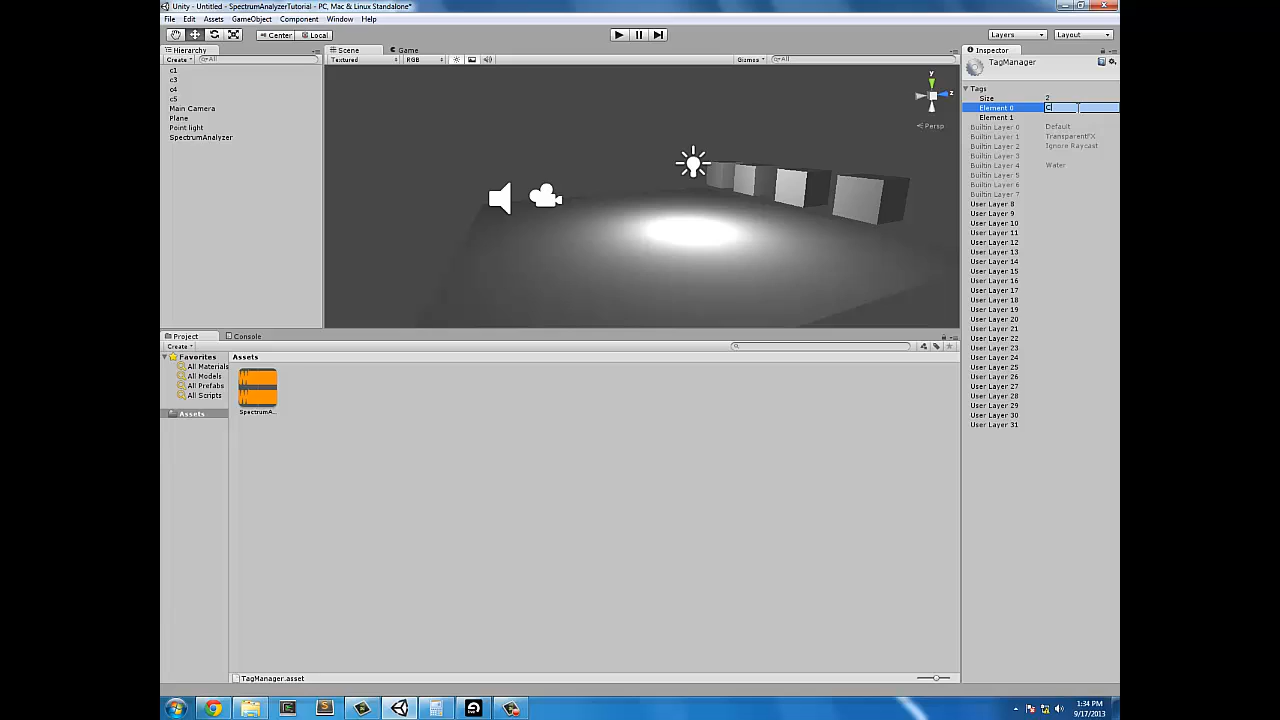 Unity - Untitled - SpectrumAnalyzerTutorial - PC, Mac & Linux Standalone*
File Edit Assets GameObject Component Window Help
Center Local Layers Layout
Hierarchy
Create All
c1
c3
c4
c5
Main Camera
Plane
Point light
SpectrumAnalyzer
Scene Game
Textured RGB Gizmos All
y
z
Persp
Inspector
TagManager
Tags
Size 2
Element 0 C
Element 1
Builtin Layer 0 Default
Builtin Layer 1 TransparentFX
Builtin Layer 2 Ignore Raycast
Builtin Layer 3
Builtin Layer 4 Water
Builtin Layer 5
Builtin Layer 6
Builtin Layer 7
User Layer 8
User Layer 9
User Layer 10
User Layer 11
User Layer 12
User Layer 13
User Layer 14
User Layer 15
User Layer 16
User Layer 17
User Layer 18
User Layer 19
User Layer 20
User Layer 21
User Layer 22
User Layer 23
User Layer 24
User Layer 25
User Layer 26
User Layer 27
User Layer 28
User Layer 29
User Layer 30
User Layer 31
Project Console
Create
Favorites
All Materials
All Models
All Prefabs
All Scripts
Assets
Assets
SpectrumA...
TagManager.asset
1:34 PM
9/17/2013